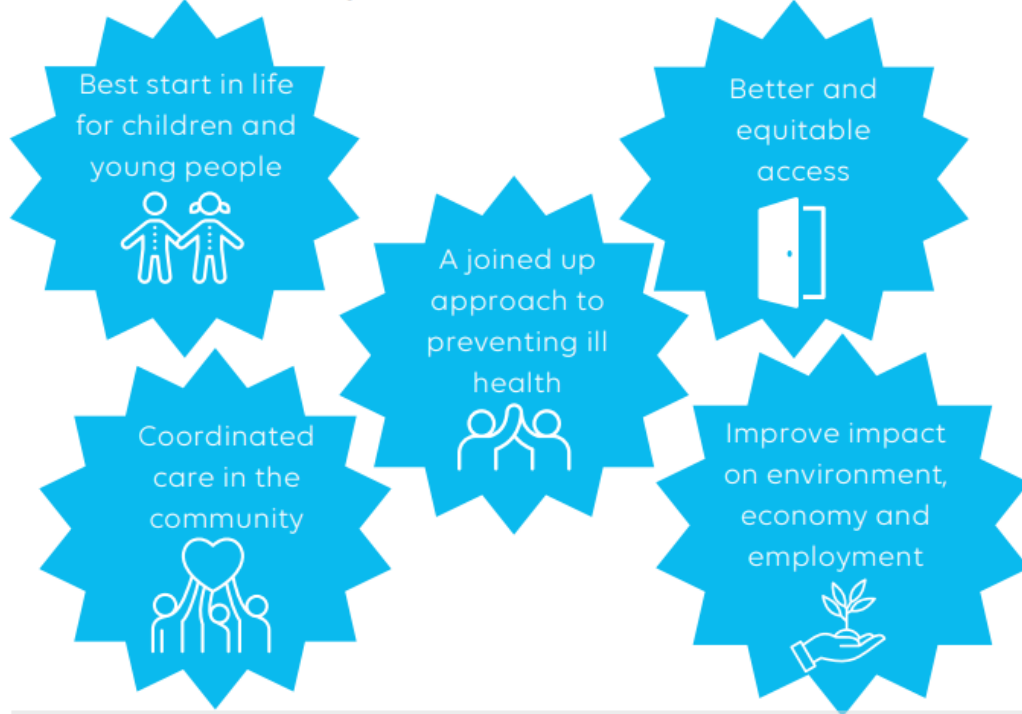 Best start in life
for children and
young people
Better and
equitable
access
A joined up
approach to
preventing ill
health
Coordinated
care in the
community
Improve impact
on environment,
economy and
employment